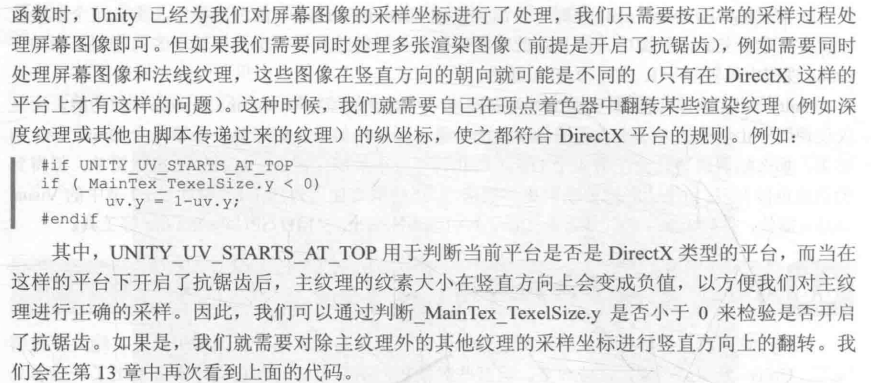 函数时，Unity 已经为我们对屏幕图像的采样坐标进行了处理，我们只需要按正常的采样过程处
理屏幕图像即可。但如果我们需要同时处理多张渲染图像（前提是开启了抗锯齿），例如需要同时
处理屏幕图像和法线纹理，这些图像在竖直方向的朝向就可能是不同的（只有在 DirectX 这样的
平台上才有这样的问题）。这种时候，我们就需要自己在顶点着色器中翻转某些渲染纹理（例如深
度纹理或其他由脚本传递过来的纹理）的纵坐标，使之都符合 DirectX 平台的规则。例如：
#if UNITY_UV_STARTS_AT_TOP
if (_MainTex_TexelSize.y < 0)
uv.y = 1-uv.y;
#endif
其中，UNITY_UV_STARTS_AT_TOP 用于判断当前平台是否是 DirectX 类型的平台，而当在
这样的平台下开启了抗锯齿后，主纹理的纹素大小在竖直方向上会变成负值，以方便我们对主纹
理进行正确的采样。因此，我们可以通过判断_MainTex_TexelSize.y 是否小于 0 来检验是否开启
了抗锯齿。如果是，我们就需要对除主纹理外的其他纹理的采样坐标进行竖直方向上的翻转。我
们会在第 13 章中再次看到上面的代码。